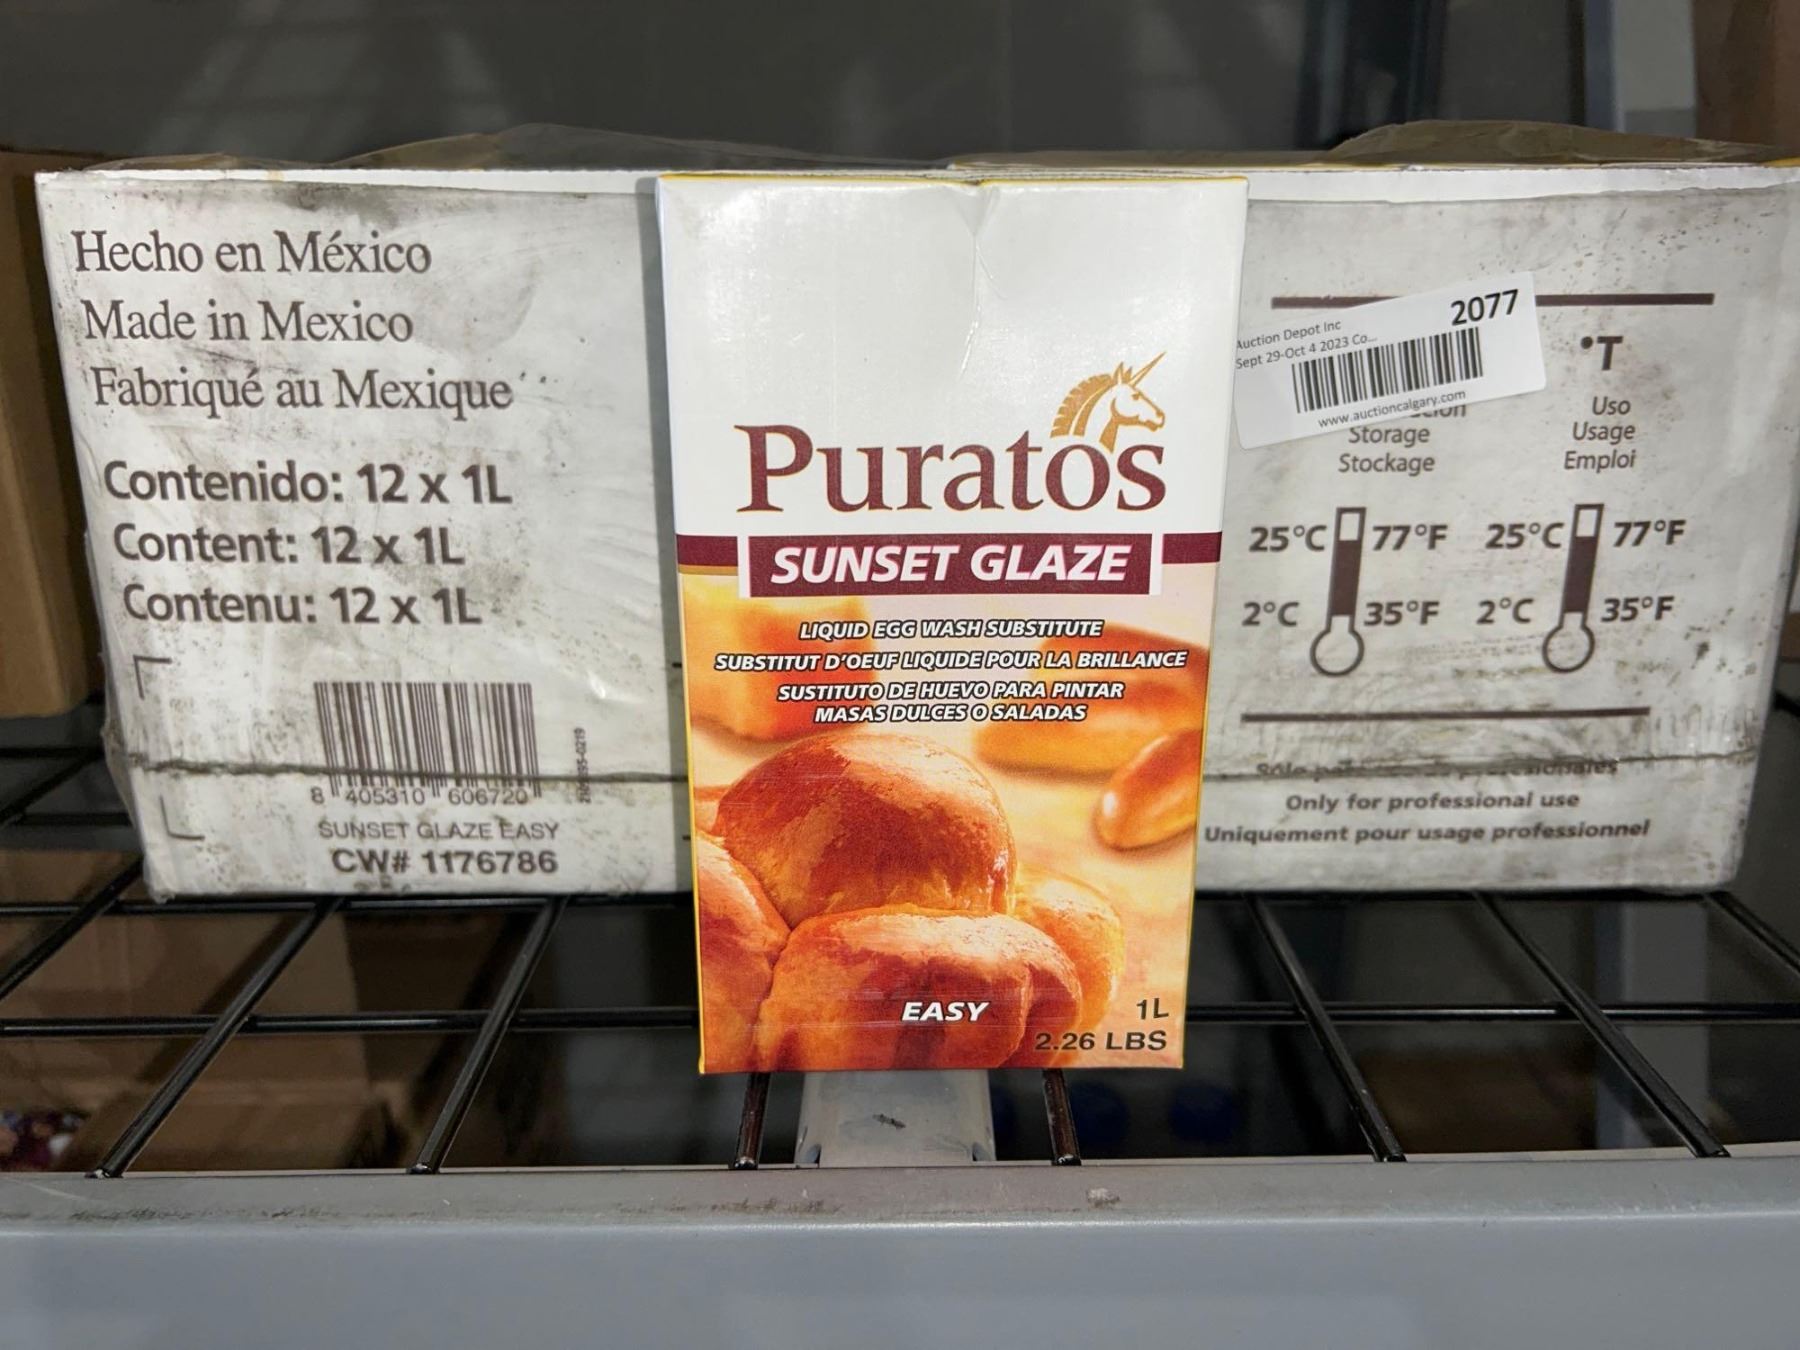 Hecho en México
Made in Mexico
Fabriqué au Mexique
Contenido: 12 x 1L
Content: 12 x 1L
Contenu: 12 x 1L
8 405310 606720
SUNSET GLAZE EASY
CW# 1176786
Puratos
SUNSET GLAZE
LIQUID EGG WASH SUBSTITUTE
SUBSTITUT D'OEUF LIQUIDE POUR LA BRILLANCE
SUSTITUTO DE HUEVO PARA PINTAR
MASAS DULCES O SALADAS
EASY
1L
2.26 LBS
2077
Auction Depot Inc
Sept 29-Oct 4 2023 Co...
www.auctioncalgary.com
Storage
Stockage
°T
Uso
Usage
Emploi
25°C 77°F 25°C 77°F
2°C 35°F 2°C 35°F
Only for professional use
Uniquement pour usage professionnel